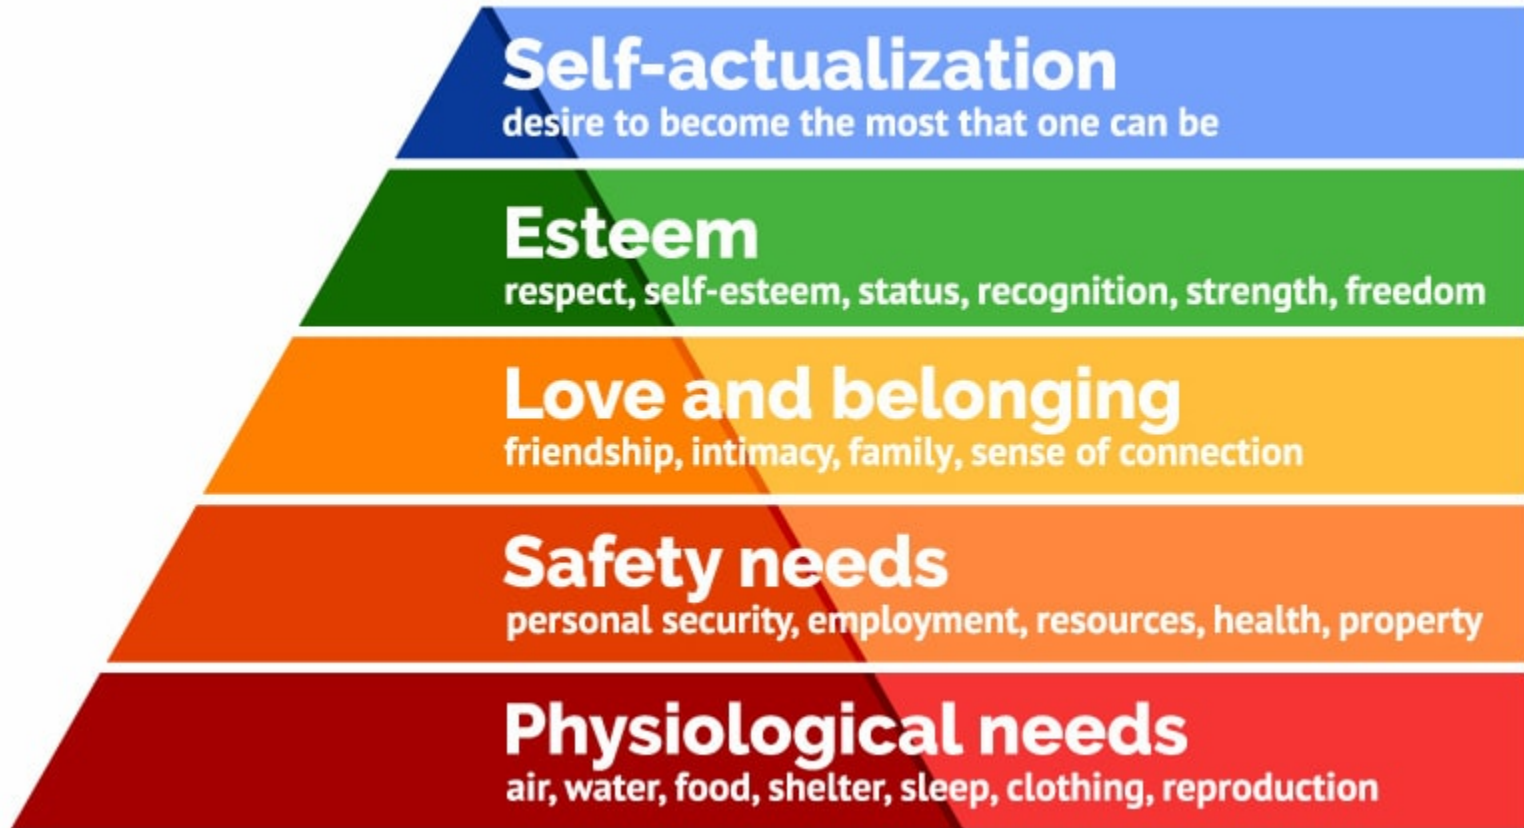 Self-actualization
desire to become the most that one can be
Esteem
respect, self-esteem, status, recognition, strength, freedom
Love and belonging
friendship, intimacy, family, sense of connection
Safety needs
personal security, employment, resources, health, property
Physiological needs
air, water, food, shelter, sleep, clothing, reproduction